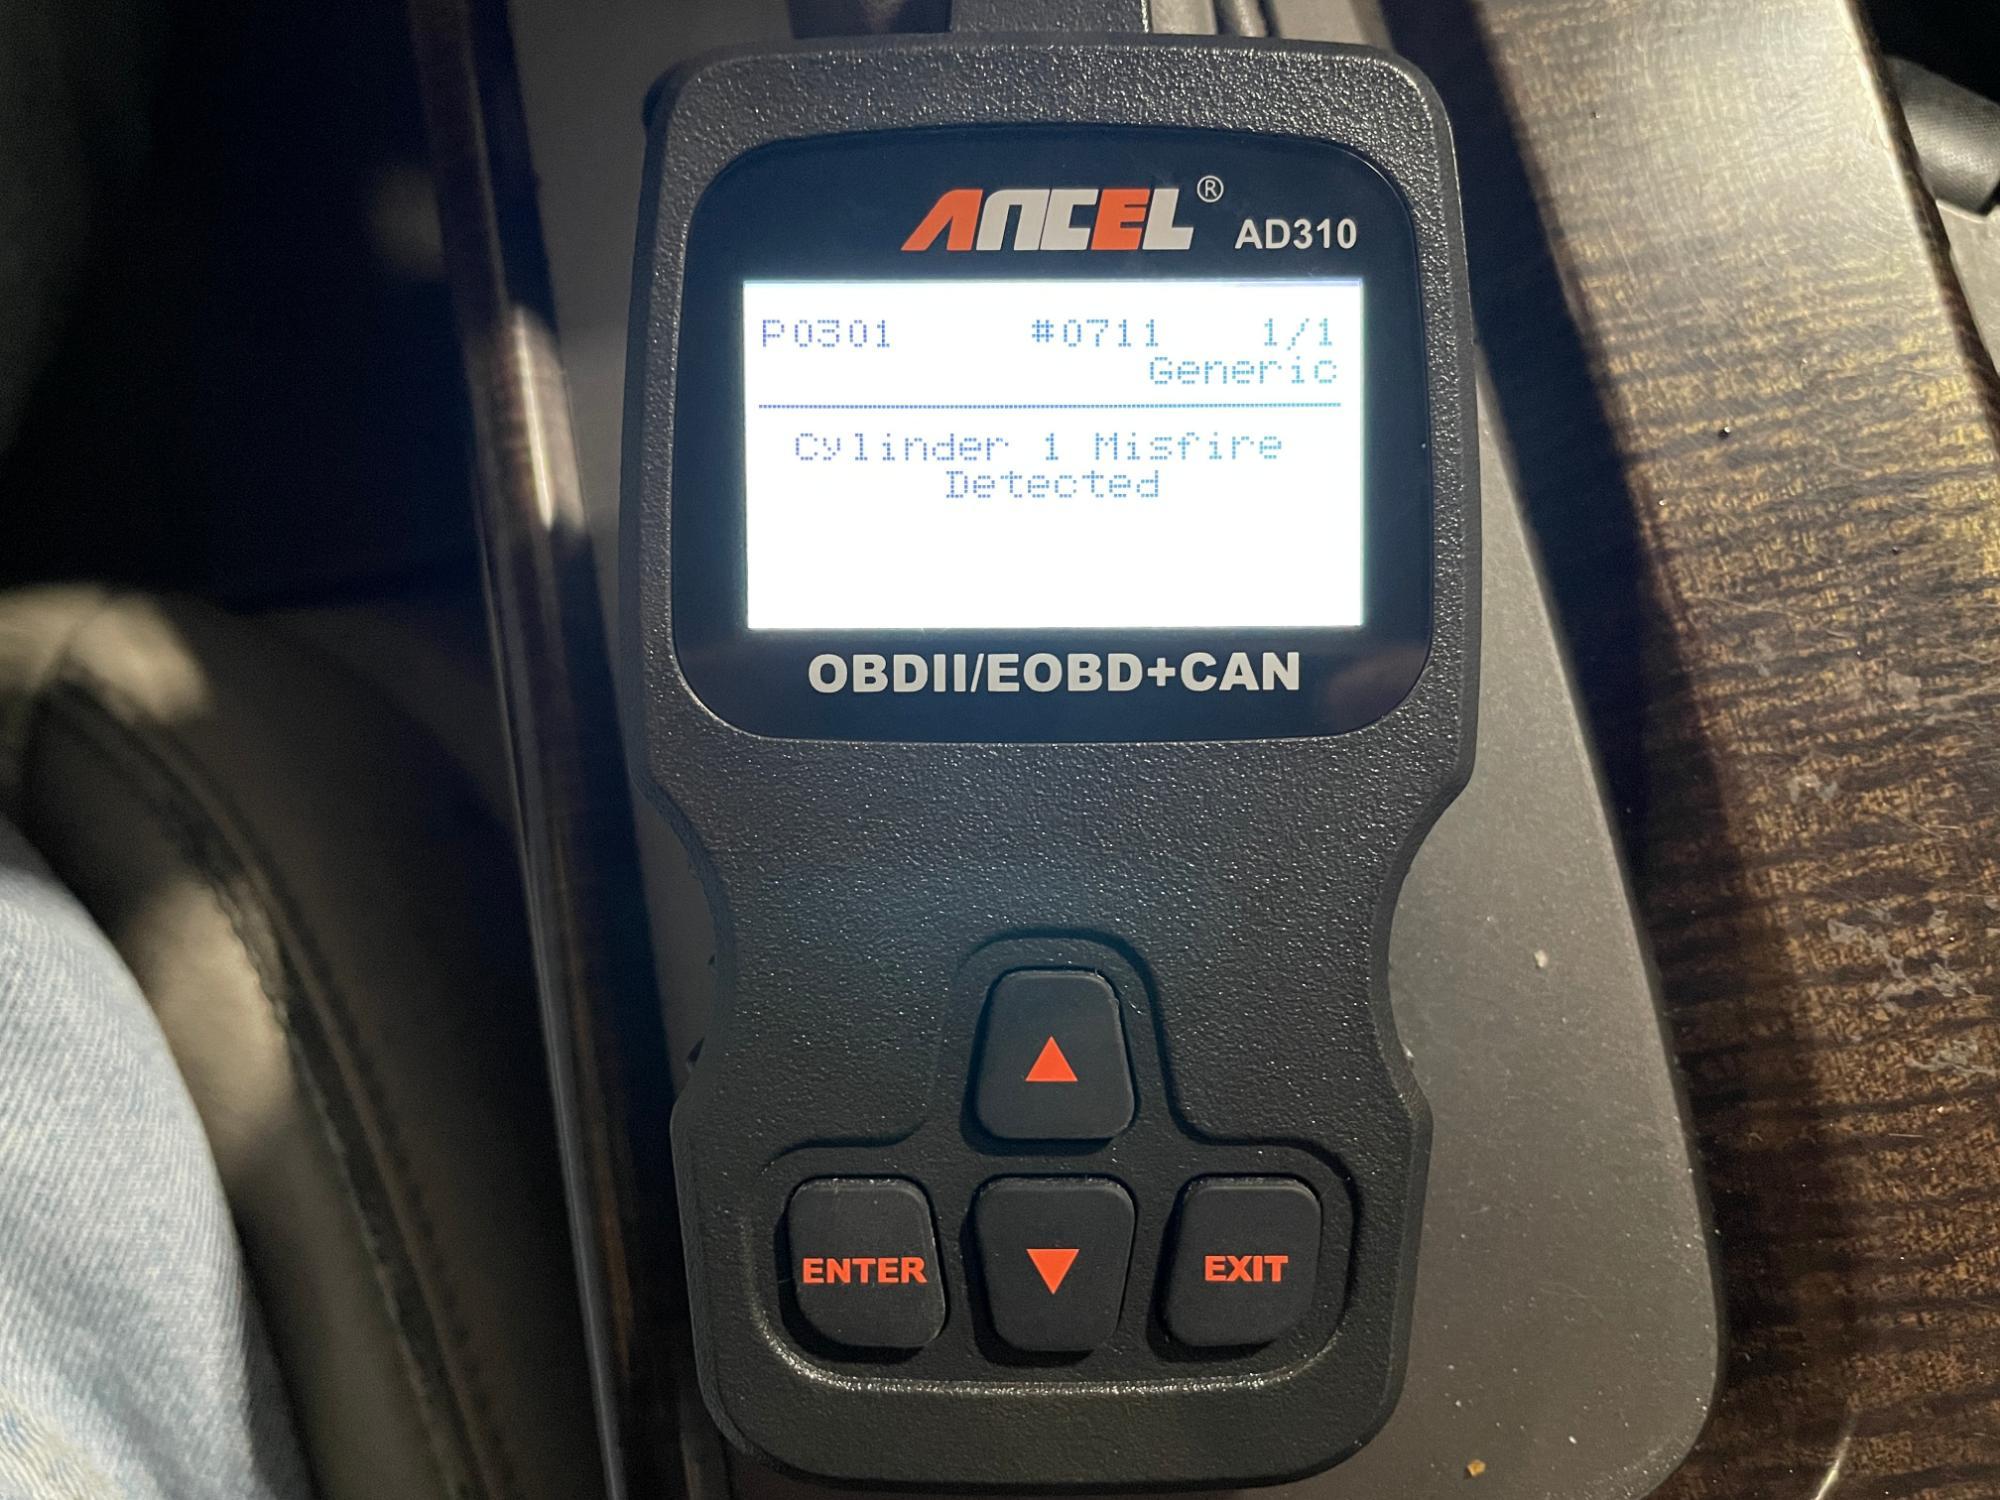 ANCEL® AD310
P0301 #0711 1/1
Generic
Cylinder 1 Misfire
Detected
OBDII/EOBD+CAN
ENTER
EXIT